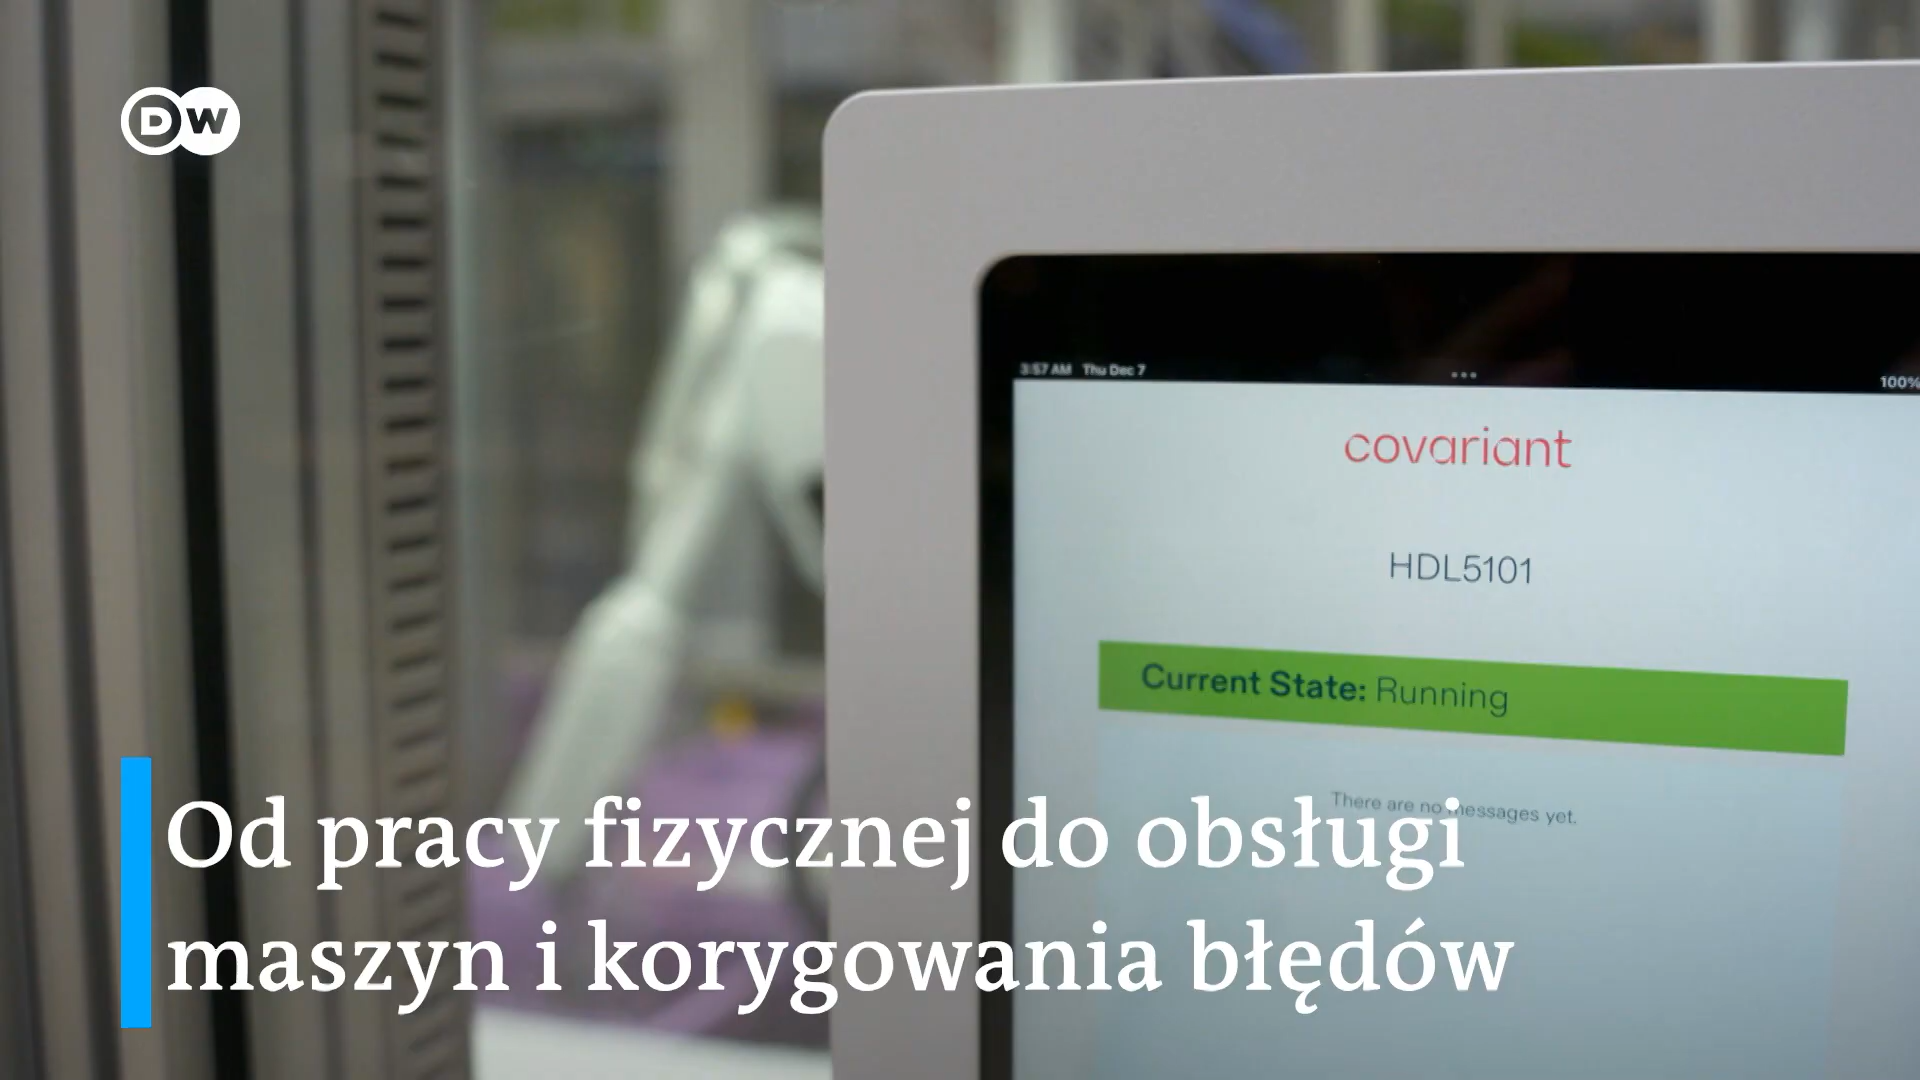 DW
3:57 AM Thu Dec 7
100%
covariant
HDL5101
Current State: Running
There are no messages yet.
Od pracy fizycznej do obsługi
maszyn i korygowania błędów